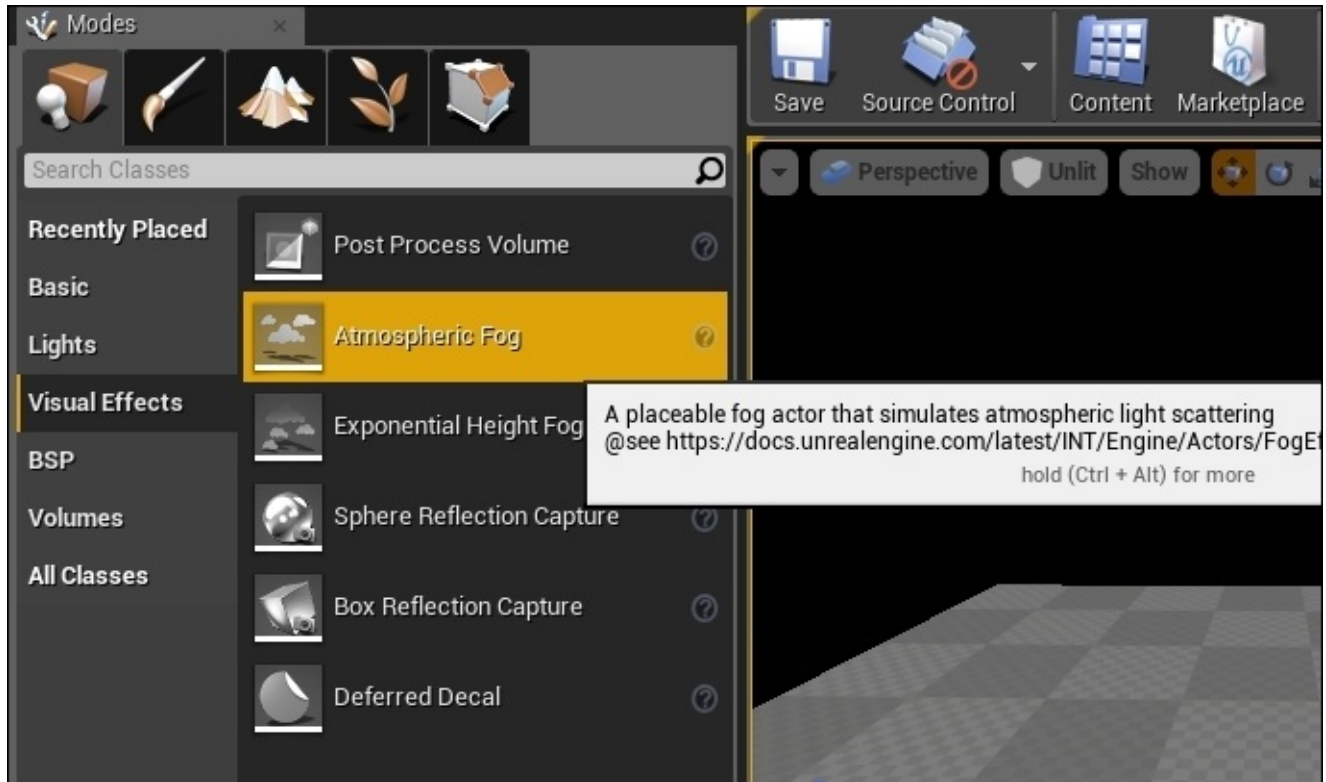 Modes
Save
Source Control
Content
Marketplace
Search Classes
Perspective
Unlit
Show
Recently Placed
Basic
Lights
Visual Effects
BSP
Volumes
All Classes
Post Process Volume
Atmospheric Fog
Exponential Height Fog
Sphere Reflection Capture
Box Reflection Capture
Deferred Decal
A placeable fog actor that simulates atmospheric light scattering
@see https://docs.unrealengine.com/latest/INT/Engine/Actors/FogEf
hold (Ctrl + Alt) for more